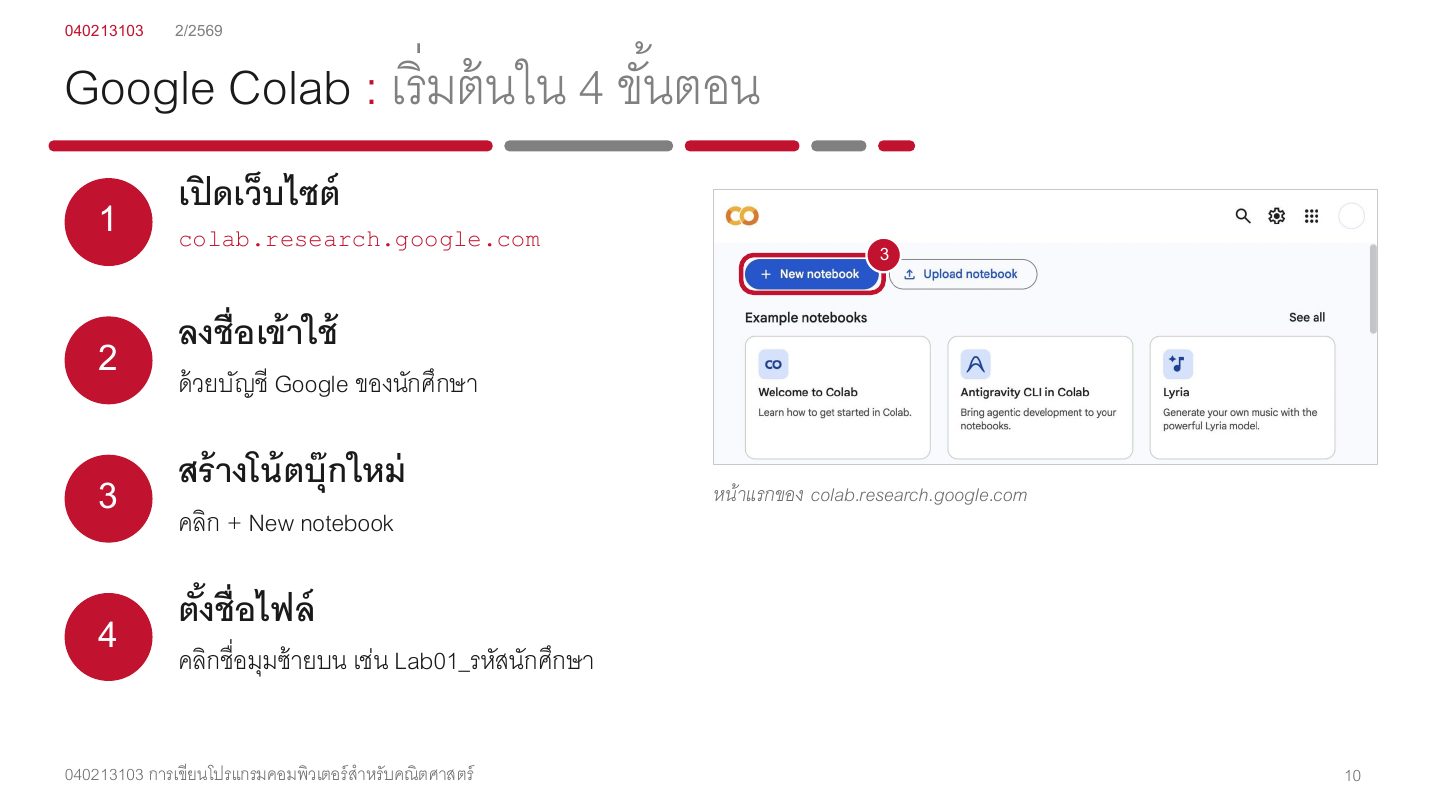 040213103 2/2569
Google Colab : เริ่มต้นใน 4 ขั้นตอน
1
เปิดเว็บไซต์
colab.research.google.com
2
ลงชื่อเข้าใช้
ด้วยบัญชี Google ของนักศึกษา
3
สร้างโน้ตบุ๊กใหม่
คลิก + New notebook
4
ตั้งชื่อไฟล์
คลิกชื่อมุมซ้ายบน เช่น Lab01_รหัสนักศึกษา
CO
3
+ New notebook Upload notebook
Example notebooks See all
CO
Welcome to Colab
Learn how to get started in Colab.
Antigravity CLI in Colab
Bring agentic development to your
notebooks.
Lyria
Generate your own music with the
powerful Lyria model.
หน้าแรกของ colab.research.google.com
040213103 การเขียนโปรแกรมคอมพิวเตอร์สำหรับคณิตศาสตร์ 10